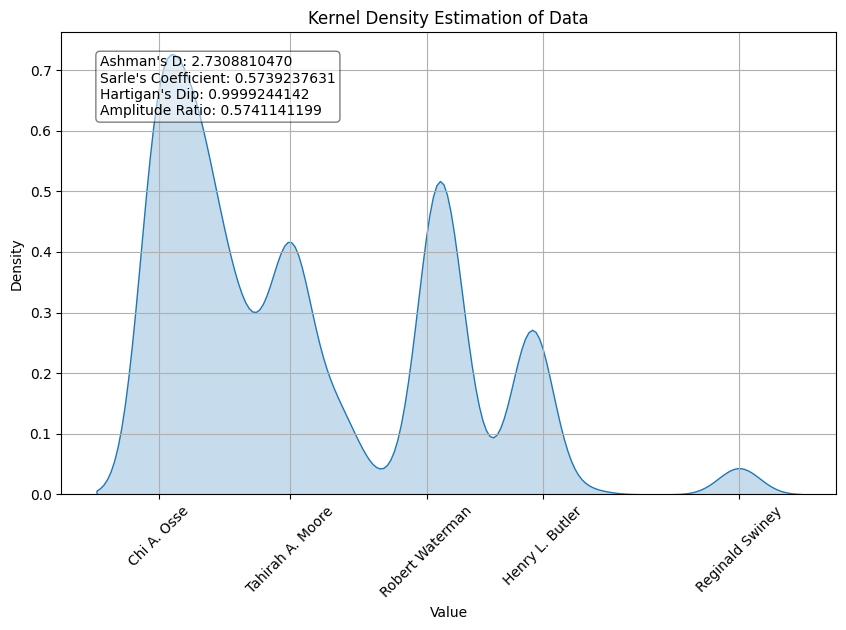 Kernel Density Estimation of Data
Ashman's D: 2.7308810470
Sarle's Coefficient: 0.5739237631
Hartigan's Dip: 0.9999244142
Amplitude Ratio: 0.5741141199
0.7
0.6
0.5
0.4
0.3
0.2
0.1
0.0
Density
Chi A. Osse
Tahirah A. Moore
Robert Waterman
Henry L. Butler
Reginald Swiney
Value